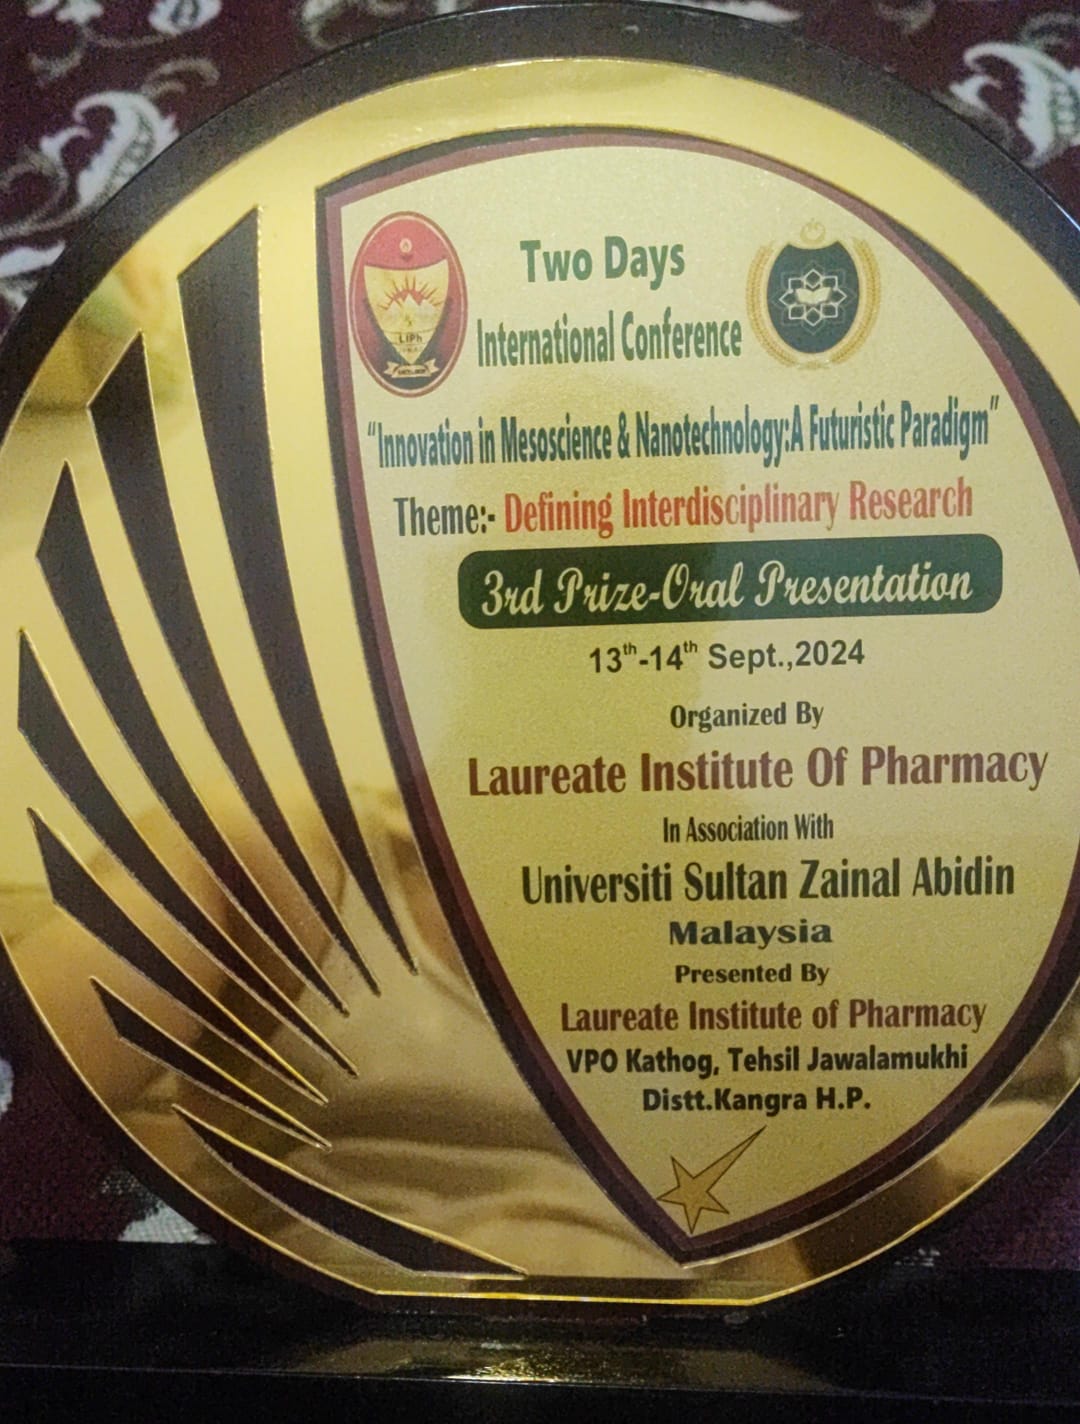 Two Days
International Conference
LIPh
"Innovation in Mesoscience & Nanotechnology:A Futuristic Paradigm"
Theme:- Defining Interdisciplinary Research
3rd Prize-Oral Presentation
13th-14th Sept.,2024
Organized By
Laureate Institute Of Pharmacy
In Association With
Universiti Sultan Zainal Abidin
Malaysia
Presented By
Laureate Institute of Pharmacy
VPO Kathog, Tehsil Jawalamukhi
Distt.Kangra H.P.